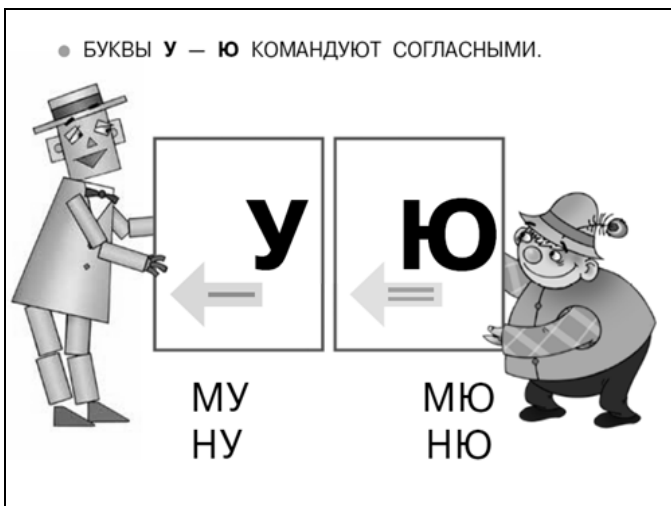 ● БУКВЫ У — Ю КОМАНДУЮТ СОГЛАСНЫМИ.
У Ю
МУ МЮ
НУ НЮ